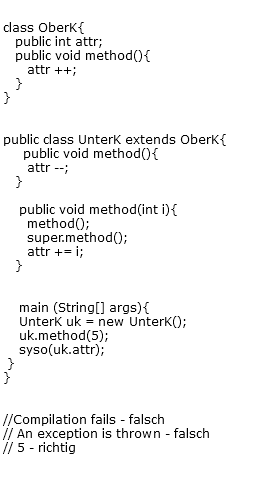 class OberK{
public int attr;
public void method(){
attr ++;
}
}
public class UnterK extends OberK{
public void method(){
attr --;
}
public void method(int i){
method();
super.method();
attr += i;
}
main (String[] args){
UnterK uk = new UnterK();
uk.method(5);
syso(uk.attr);
}
}
//Compilation fails - falsch
// An exception is thrown - falsch
// 5 - richtig